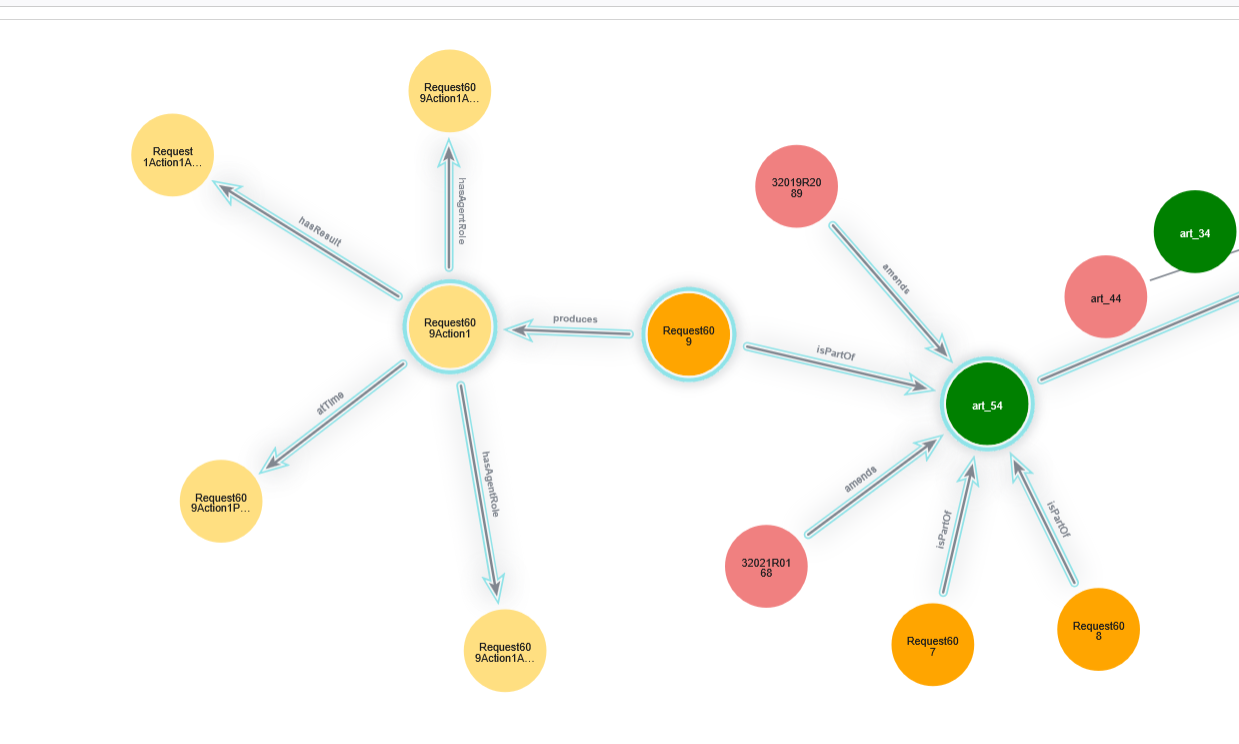 Request60
9Action1A...
Request
1Action1A...
hasAgentRole
hasResult
32019R20
89
art_34
amends
art_44
Request60
9Action1
produces
Request60
9
isPartOf
art_54
atTime
hasAgentRole
amends
Request60
9Action1P...
isPartOf
isPartOf
32021R01
68
Request60
7
Request60
8
Request60
9Action1A...